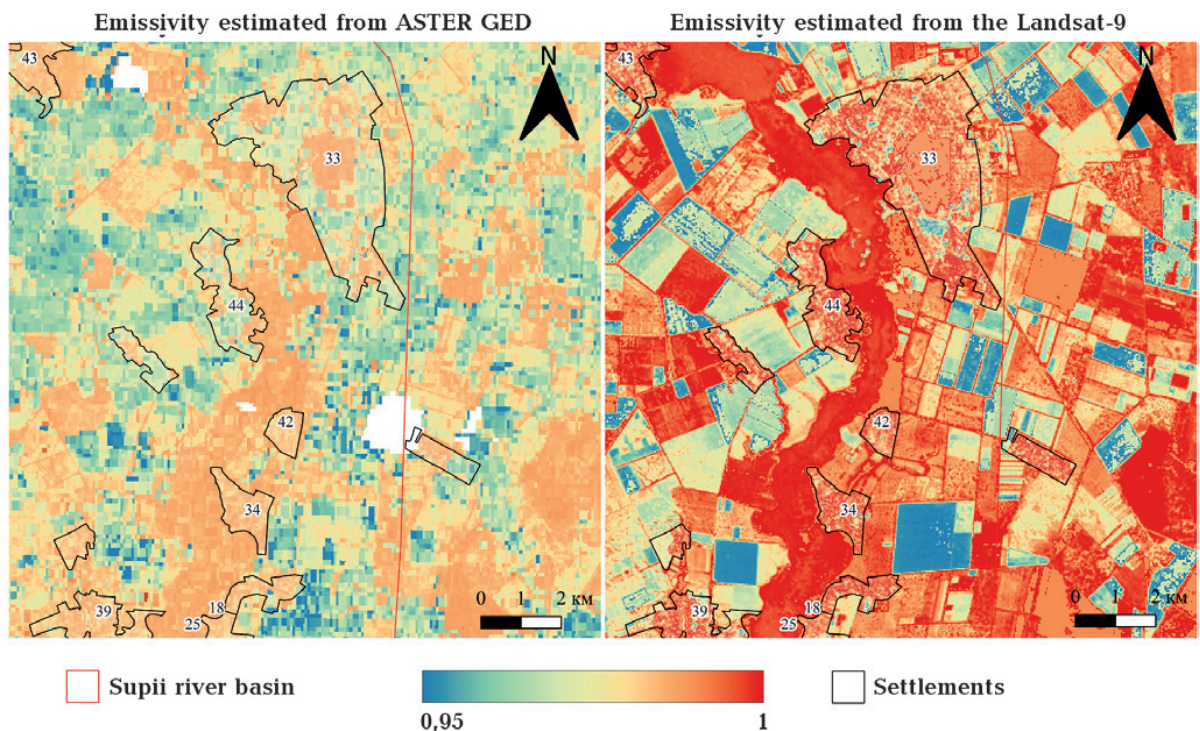 Emissivity estimated from ASTER GED
Emissivity estimated from the Landsat-9
43
N
33
44
42
34
39
18
25
0 1 2 км
43
N
33
44
42
34
39
18
25
0 1 2 км
Supii river basin
0,95
1
Settlements